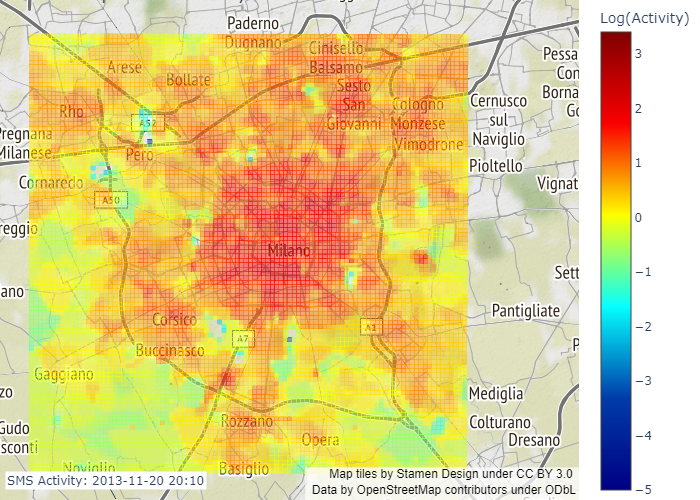 Paderno
Dugnano
Cinisello
Balsamo
Arese
Bollate
Sesto
San
Giovanni
Cologno
Monzese
Vimodrone
Rho
A52
Pero
Pregnana
Milanese
Cornaredo
A50
reggio
Milano
ano
Corsico
A7
A1
Buccinasco
Gaggiano
zo
Rozzano
Opera
Gudo
sconti
Noviglio
Basiglio
Pessa
Con
Borna
Go
Cernusco
sul
Naviglio
Pioltello
Vignat
Sett
Pantigliate
P
Mediglia
Colturano
Dresano
SMS Activity: 2013-11-20 20:10
Map tiles by Stamen Design under CC BY 3.0
Data by OpenStreetMap contributors under ODbL
Log(Activity)
3
2
1
0
−1
−2
−3
−4
−5